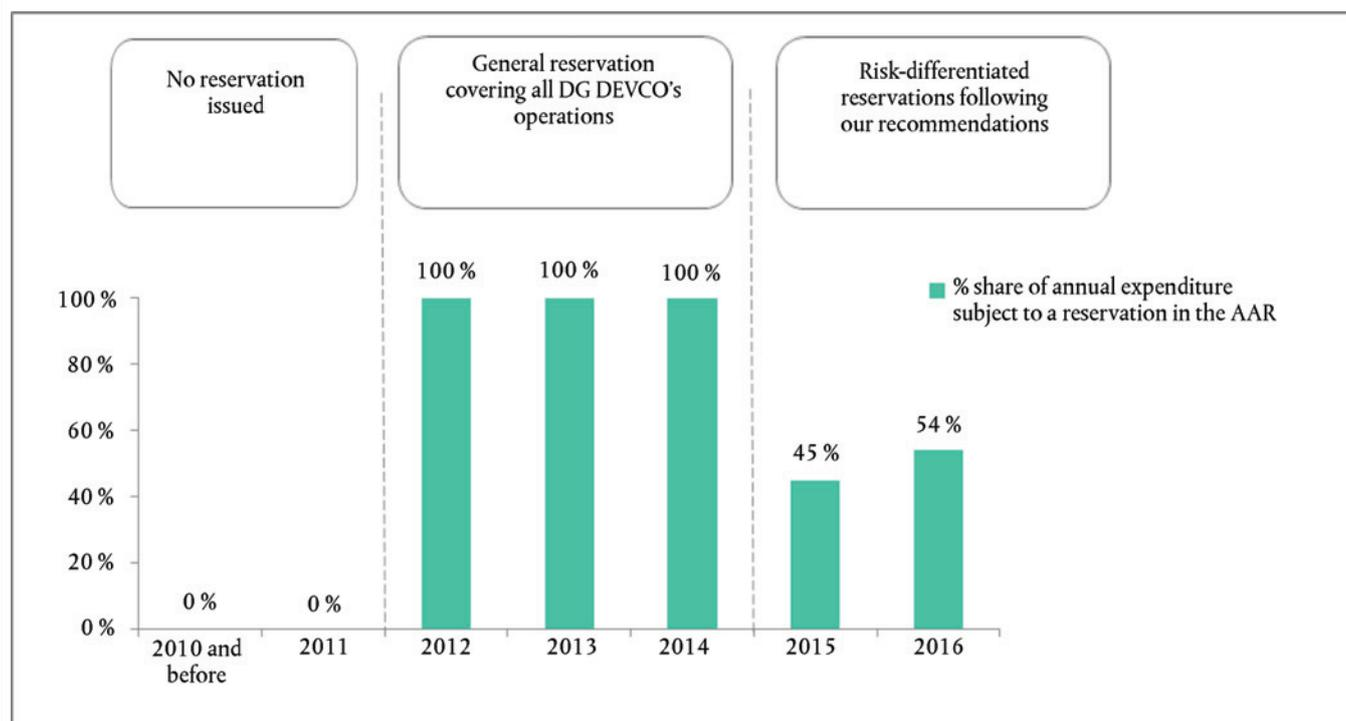 No reservation
issued
General reservation
covering all DG DEVCO’s
operations
Risk-differentiated
reservations following
our recommendations
100 %
80 %
60 %
40 %
20 %
0 %
0 %
0 %
100 %
100 %
100 %
45 %
54 %
% share of annual expenditure
subject to a reservation in the AAR
2010 and
before
2011
2012
2013
2014
2015
2016